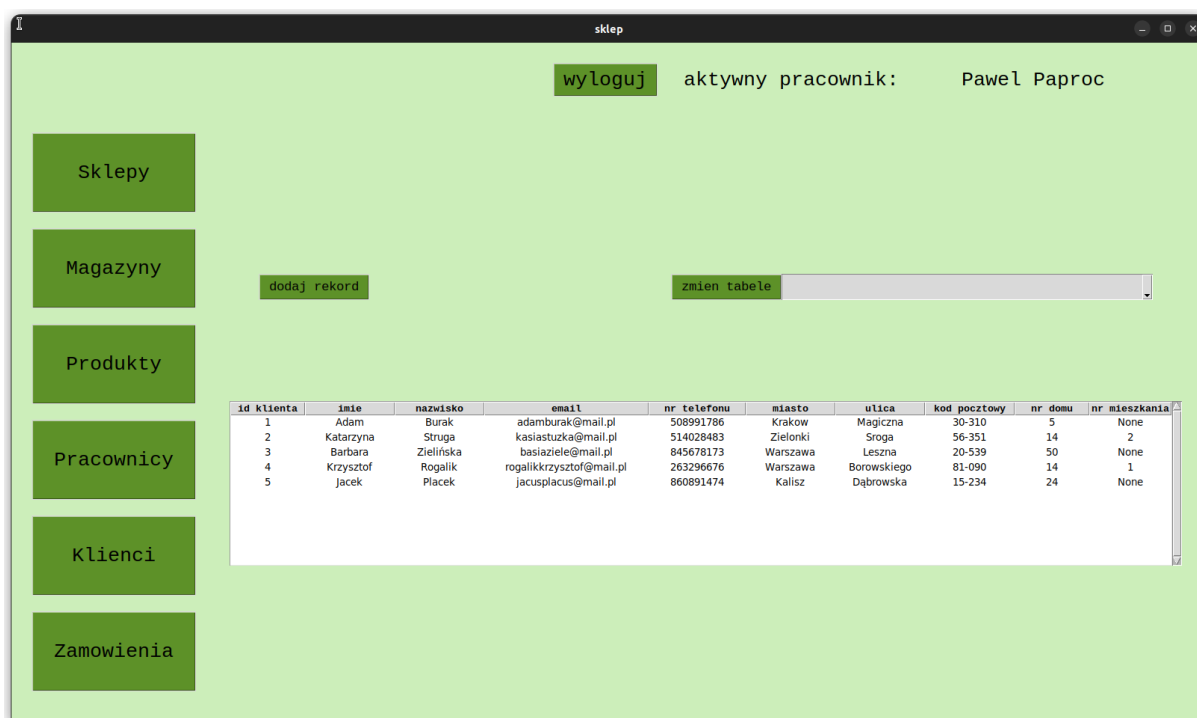 sklep
wyloguj aktywny pracownik: Pawel Paproc
Sklepy
Magazyny
dodaj rekord zmien tabele
Produkty
id klienta imie nazwisko email nr telefonu miasto ulica kod pocztowy nr domu nr mieszkania
1 Adam Burak adamburak@mail.pl 508991786 Krakow Magiczna 30-310 5 None
2 Katarzyna Struga kasiastuzka@mail.pl 514028483 Zielonki Sroga 56-351 14 2
3 Barbara Zielińska basiaziele@mail.pl 845678173 Warszawa Leszna 20-539 50 None
4 Krzysztof Rogalik rogalikkrzysztof@mail.pl 263296676 Warszawa Borowskiego 81-090 14 1
5 Jacek Placek jacusplacus@mail.pl 860891474 Kalisz Dąbrowska 15-234 24 None
Pracownicy
Klienci
Zamowienia